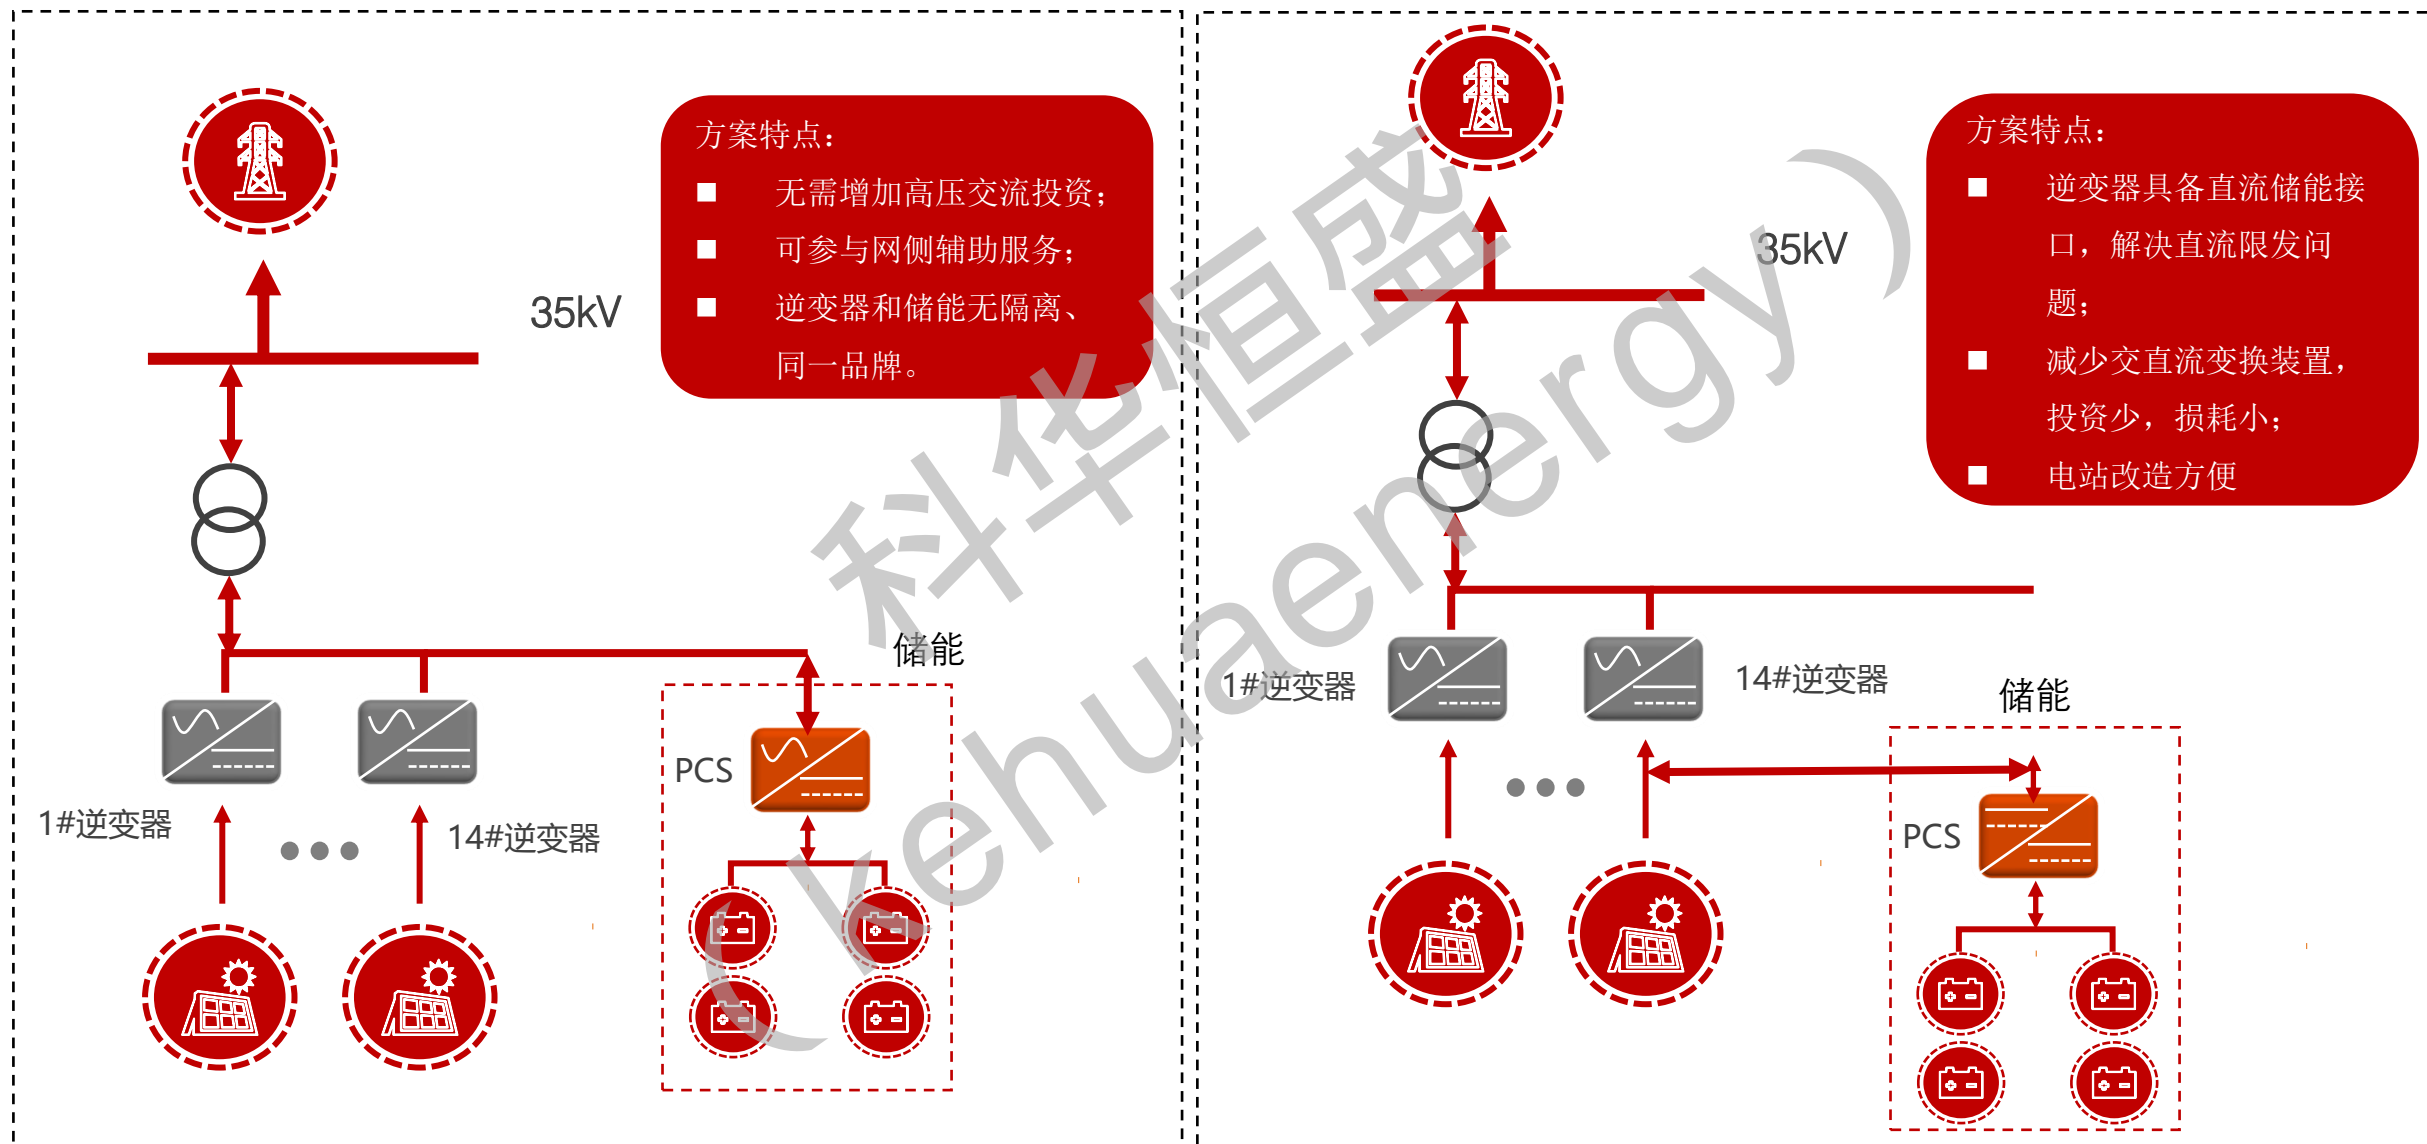 方案特点：
无需增加高压交流投资；
可参与网侧辅助服务；
逆变器和储能无隔离、
同一品牌。
35kV
储能
PCS
1#逆变器
14#逆变器
方案特点：
逆变器具备直流储能接
口，解决直流限发问
题；
减少交直流变换装置，
投资少，损耗小；
电站改造方便
35kV
1#逆变器
14#逆变器
储能
PCS
科华恒盛
（kehuaenergy）